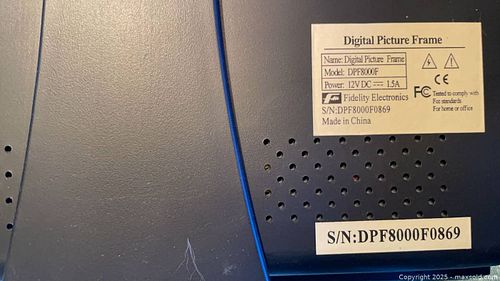 Digital Picture Frame
Name: Digital Picture Frame
Model: DPF8000F
Power: 12V DC 1.5A
Fidelity Electronics
S/N:DPF8000F0869
Made in China
CE
FC Tested to comply with
Fcc standards
For home or office
S/N:DPF8000F0869
Copyright 2025 - maxsold.com